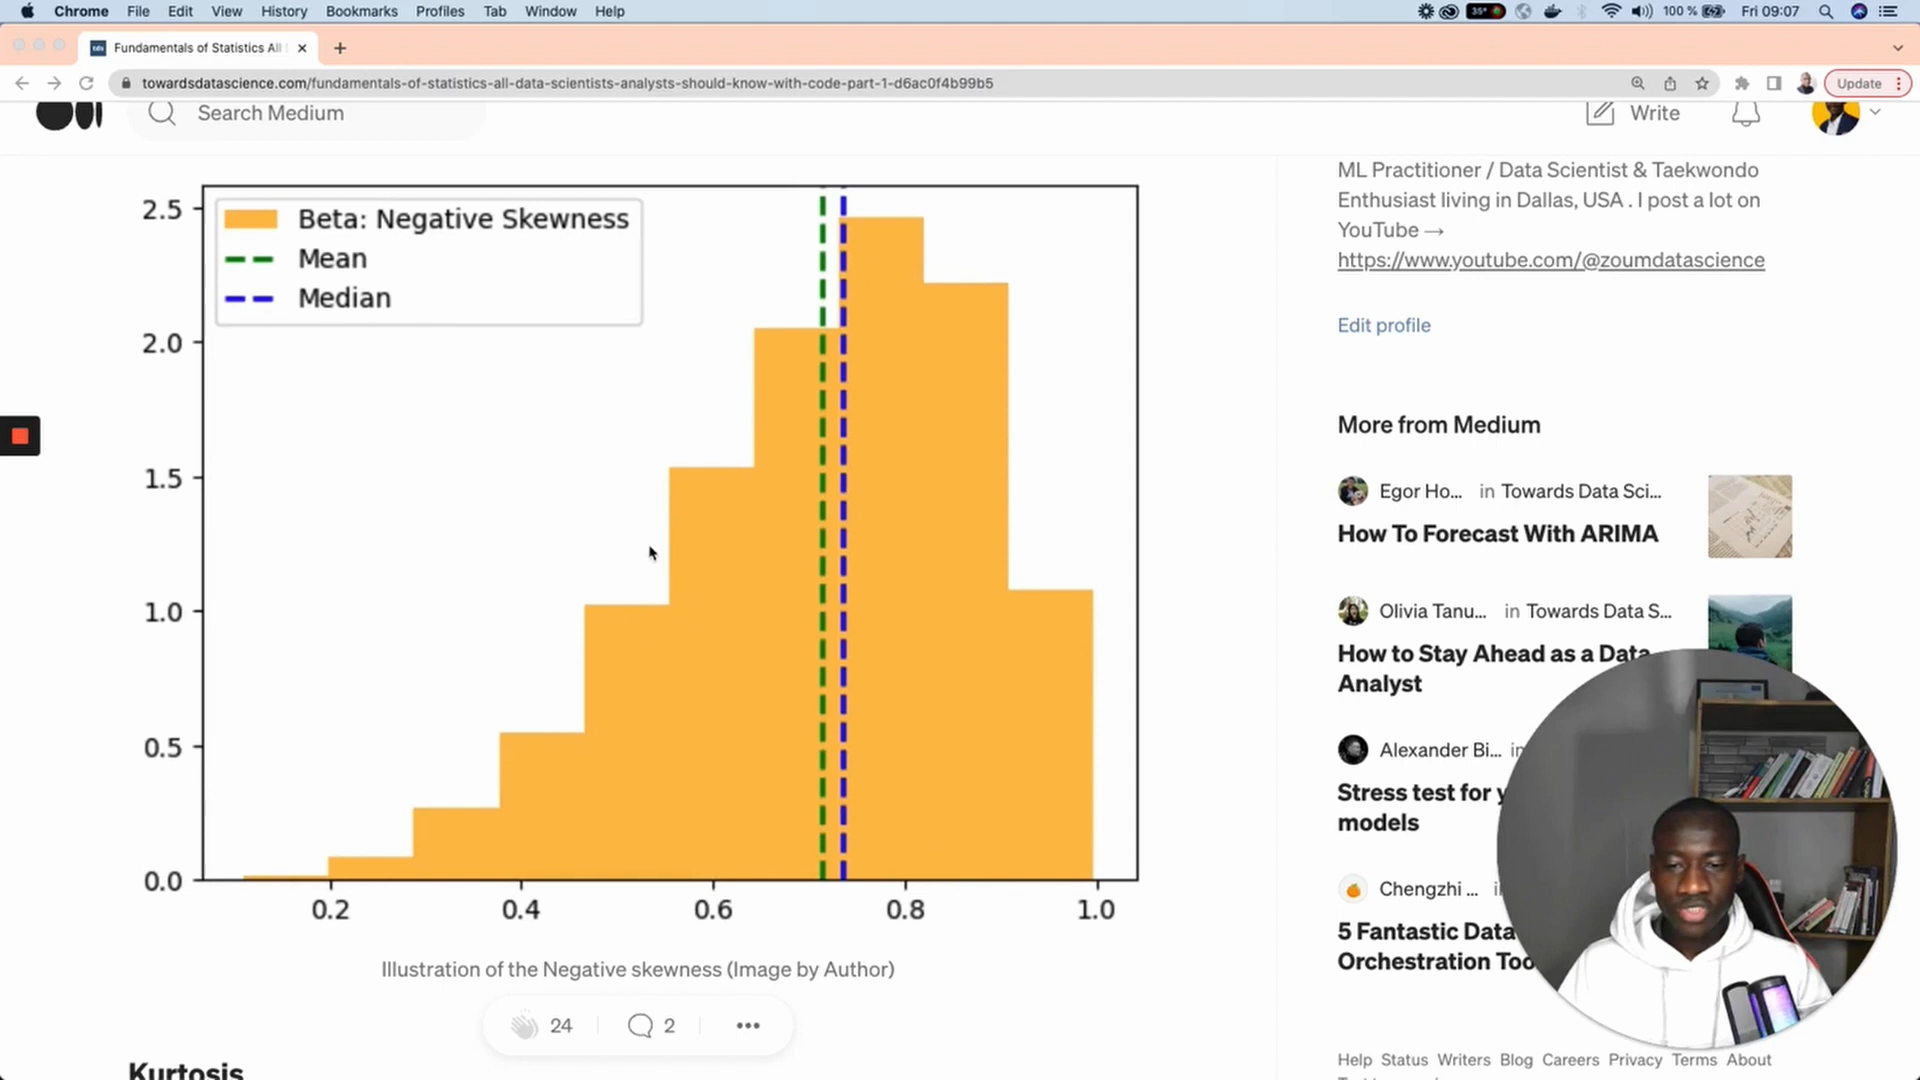 Chrome File Edit View History Bookmarks Profiles Tab Window Help
35°
100 %
Fri 09:07
Fundamentals of Statistics All
towardsdatascience.com/fundamentals-of-statistics-all-data-scientists-analysts-should-know-with-code-part-1-d6ac0f4b99b5
Update
Search Medium
Write
Beta: Negative Skewness
Mean
Median
2.5
2.0
1.5
1.0
0.5
0.0
0.2 0.4 0.6 0.8 1.0
Illustration of the Negative skewness (Image by Author)
24 2
Kurtosis
ML Practitioner / Data Scientist & Taekwondo
Enthusiast living in Dallas, USA . I post a lot on
YouTube →
https://www.youtube.com/@zoumdatascience
Edit profile
More from Medium
Egor Ho... in Towards Data Sci...
How To Forecast With ARIMA
Olivia Tanu... in Towards Data S...
How to Stay Ahead as a Data
Analyst
Alexander Bi... in
Stress test for
models
Chengzhi ...
5 Fantastic Data
Orchestration
Help Status Writers Blog Careers Privacy Terms About